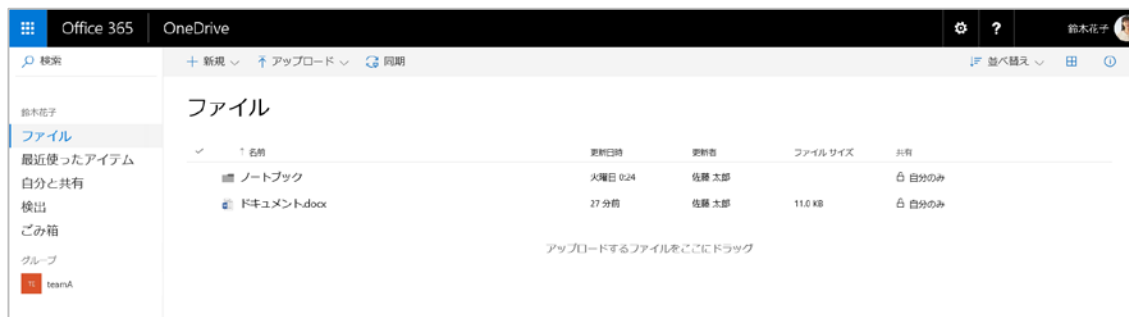 Office 365 OneDrive ? 鈴木花子
検索 + 新規 アップロード 同期 並べ替え
鈴木花子
ファイル
ファイル
最近使ったアイテム
自分と共有
検出
ごみ箱
グループ
teamA
↑ 名前 更新日時 更新者 ファイル サイズ 共有
ノートブック 火曜日 0:24 佐藤 太郎 自分のみ
ドキュメント.docx 27 分前 佐藤 太郎 11.0 KB 自分のみ
アップロードするファイルをここにドラッグ